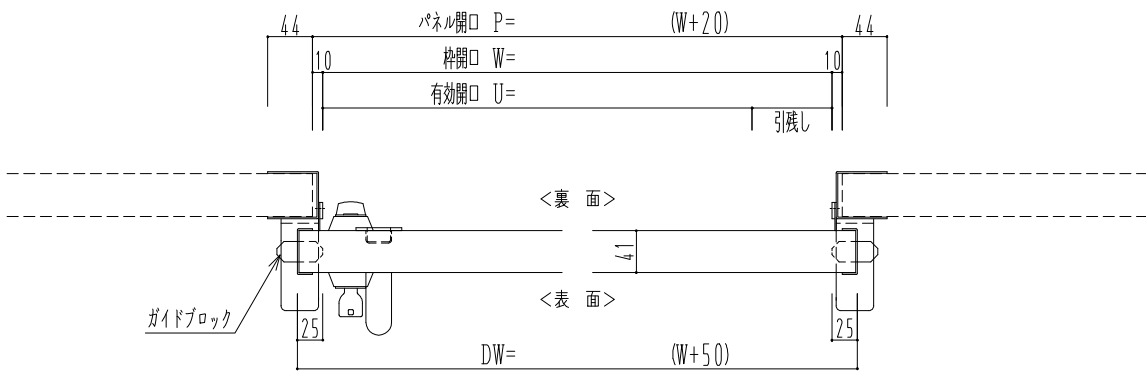 44 パネル開口 P= (W+20) 44
10 枠開口 W= 10
有効開口 U=
引残し
<裏 面>
41
<表 面>
ガイドブロック
25 25
DW= (W+50)